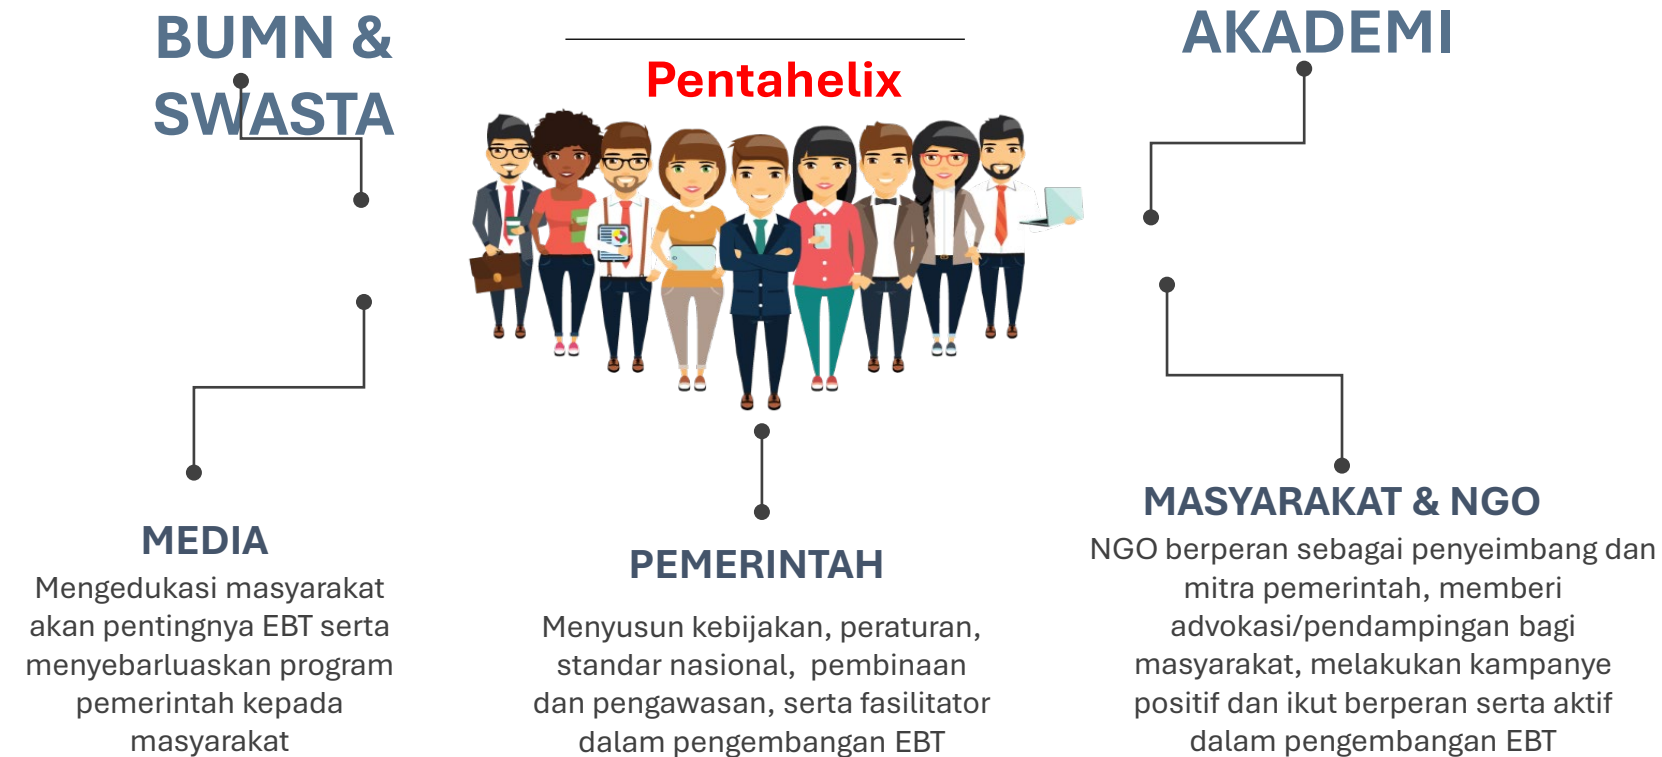 BUMN &
SWASTA
Pentahelix
AKADEMI
MEDIA
Mengedukasi masyarakat
akan pentingnya EBT serta
menyebarluaskan program
pemerintah kepada
masyarakat
PEMERINTAH
Menyusun kebijakan, peraturan,
standar nasional, pembinaan
dan pengawasan, serta fasilitator
dalam pengembangan EBT
MASYARAKAT & NGO
NGO berperan sebagai penyeimbang dan
mitra pemerintah, memberi
advokasi/pendampingan bagi
masyarakat, melakukan kampanye
positif dan ikut berperan serta aktif
dalam pengembangan EBT